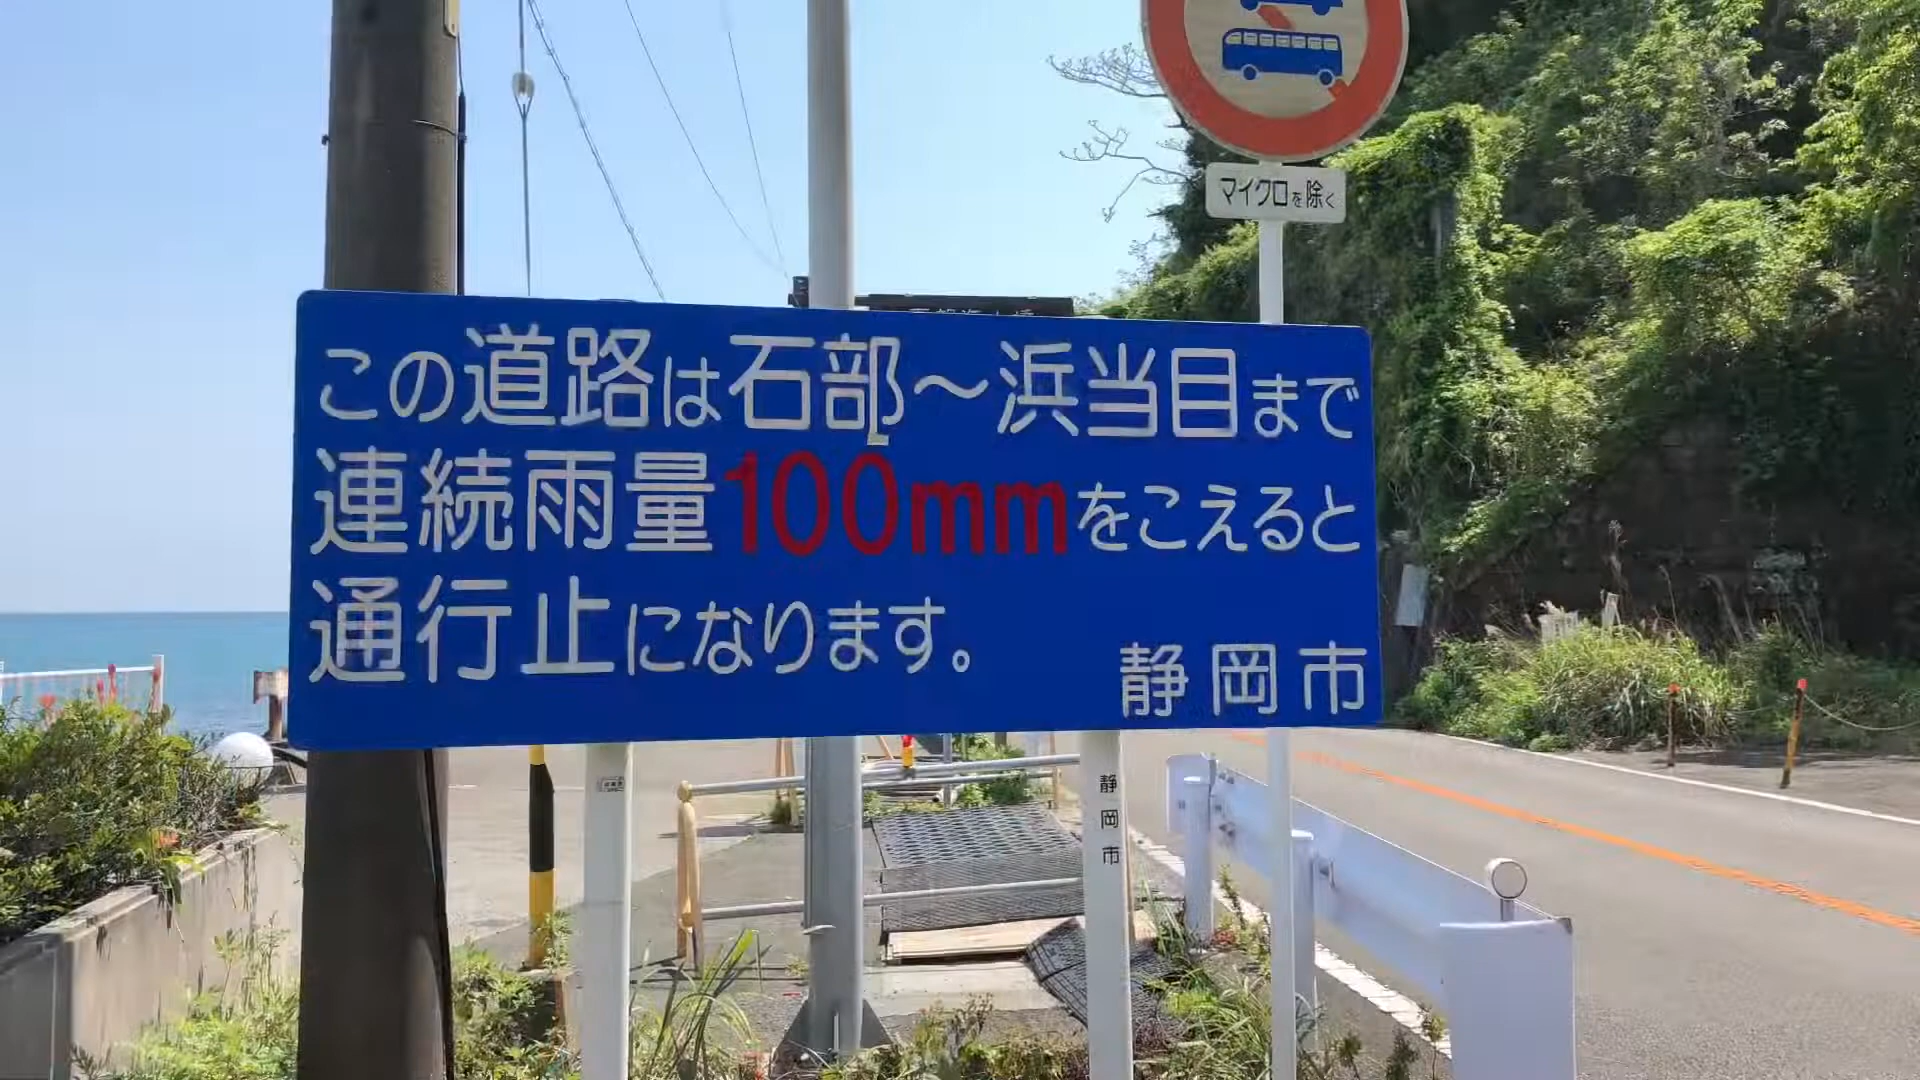 マイクロを除く
この道路は石部～浜当目まで
連続雨量100mmをこえると
通行止になります。
静岡市
静岡市